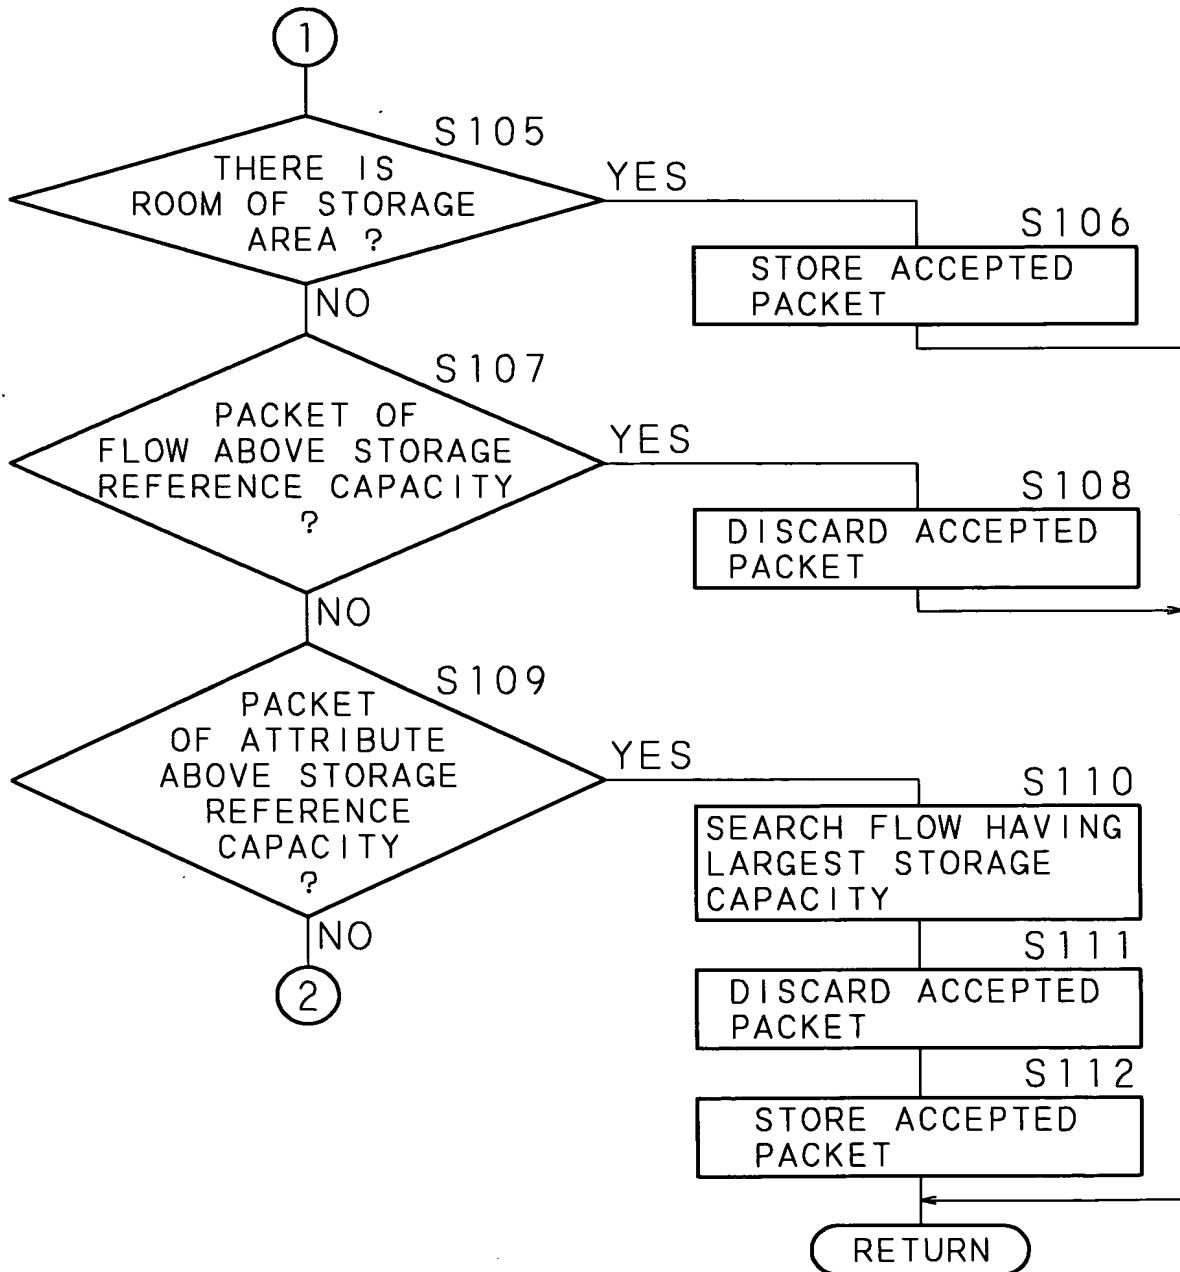 1
S105
THERE IS
ROOM OF STORAGE
AREA ?
YES
NO
S106
STORE ACCEPTED
PACKET
S107
PACKET OF
FLOW ABOVE STORAGE
REFERENCE CAPACITY
?
YES
NO
S108
DISCARD ACCEPTED
PACKET
S109
PACKET
OF ATTRIBUTE
ABOVE STORAGE
REFERENCE
CAPACITY
?
YES
NO
2
S110
SEARCH FLOW HAVING
LARGEST STORAGE
CAPACITY
S111
DISCARD ACCEPTED
PACKET
S112
STORE ACCEPTED
PACKET
RETURN